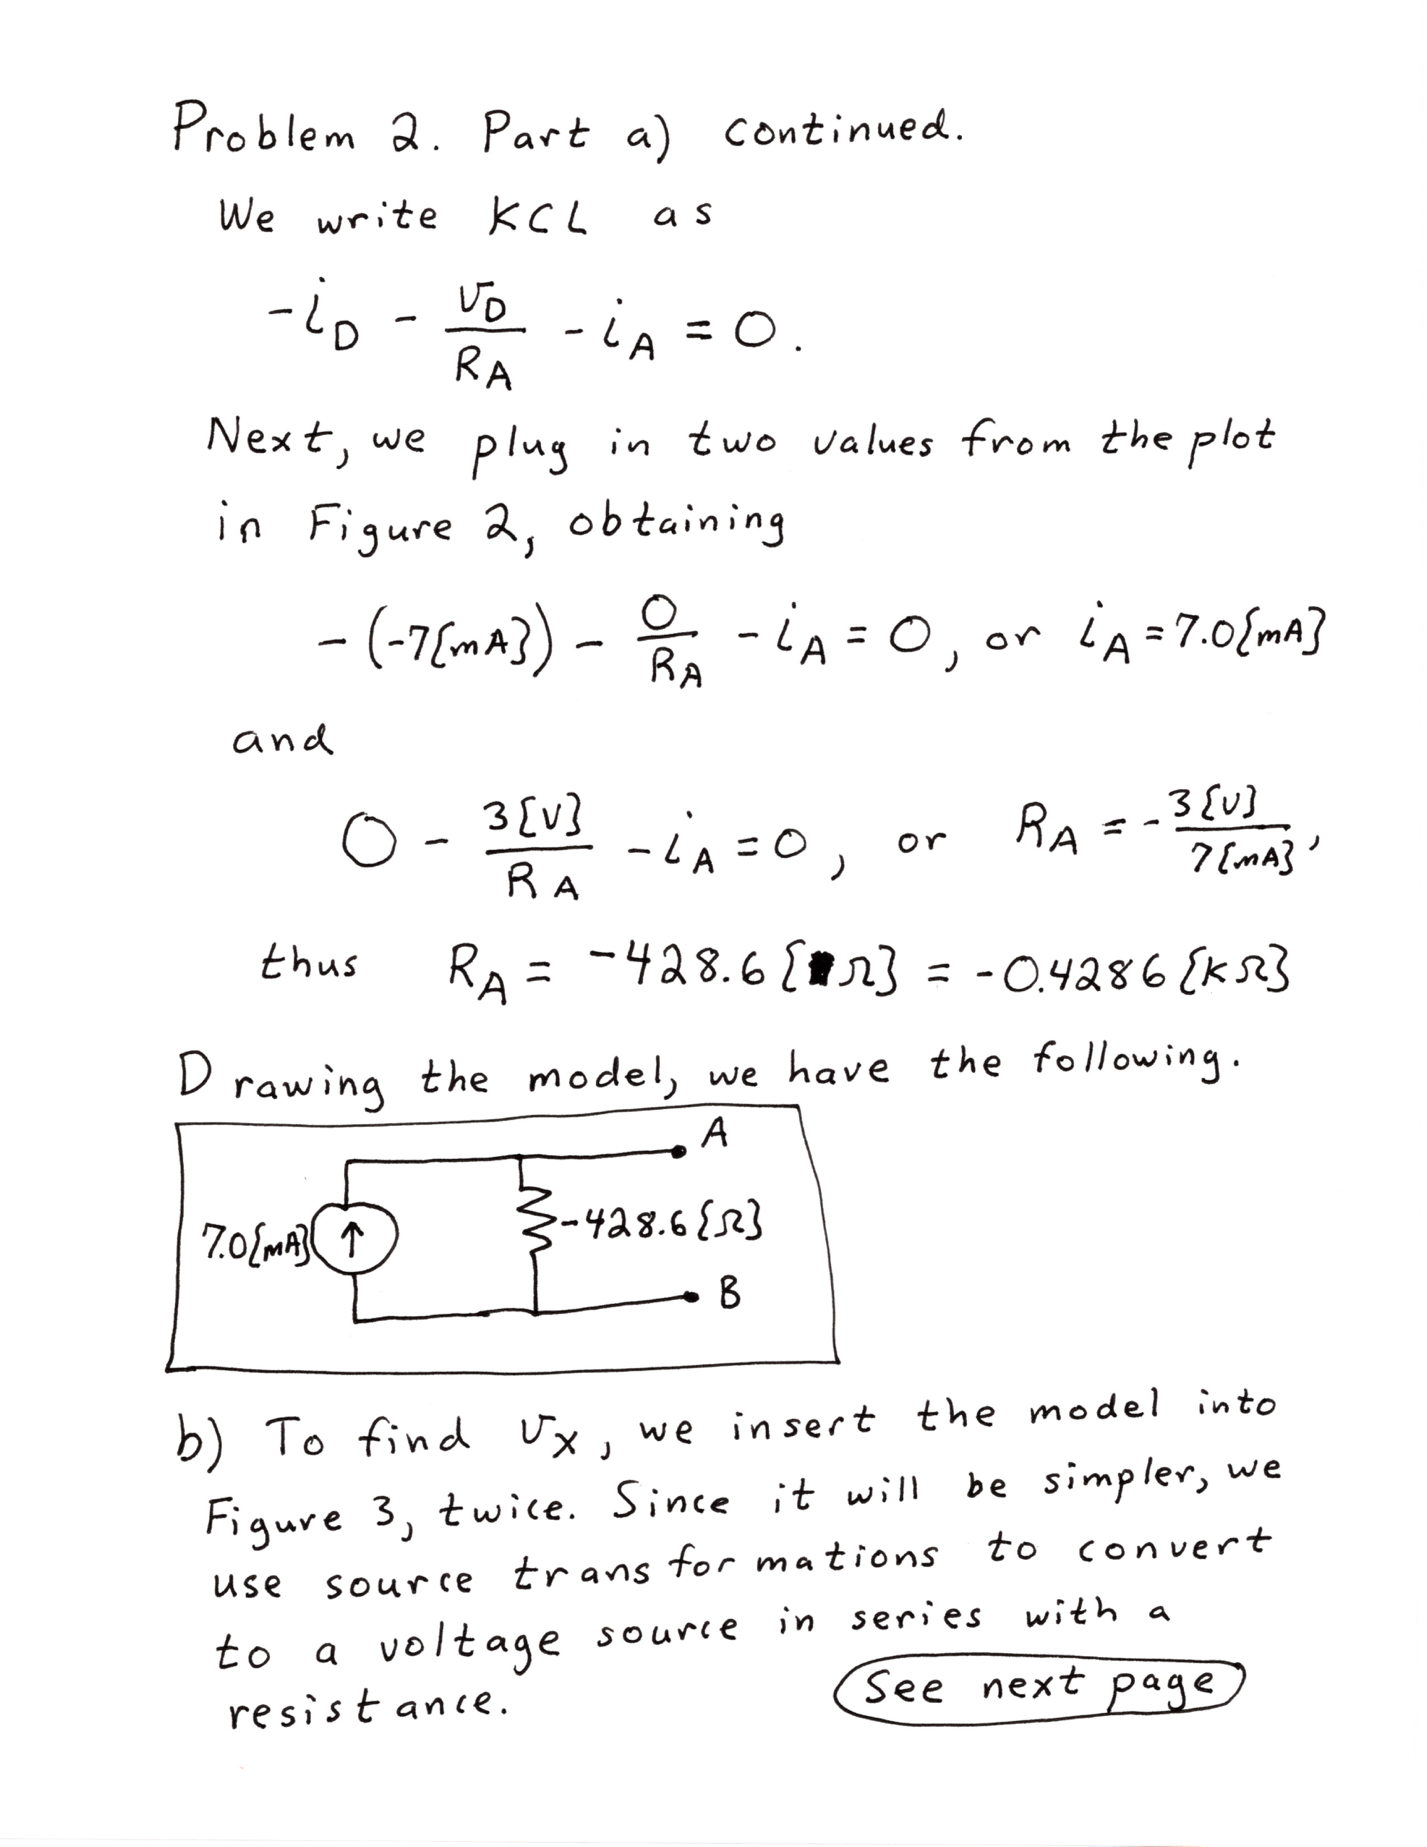 Problem 2. Part a) continued.
We write KCL as
-i_D - v_D/R_A - i_A = 0.
Next, we plug in two values from the plot
in Figure 2, obtaining
-(-7[mA]) - 0/R_A - i_A = 0, or i_A = 7.0[mA]
and
0 - 3[V]/R_A - i_A = 0, or R_A = -3[V]/7[mA],
thus R_A = -428.6[Ω] = -0.4286[kΩ]
Drawing the model, we have the following.
A
7.0[mA] -428.6[Ω]
B
b) To find v_X, we insert the model into
Figure 3, twice. Since it will be simpler, we
use source transformations to convert
to a voltage source in series with a
resistance. See next page